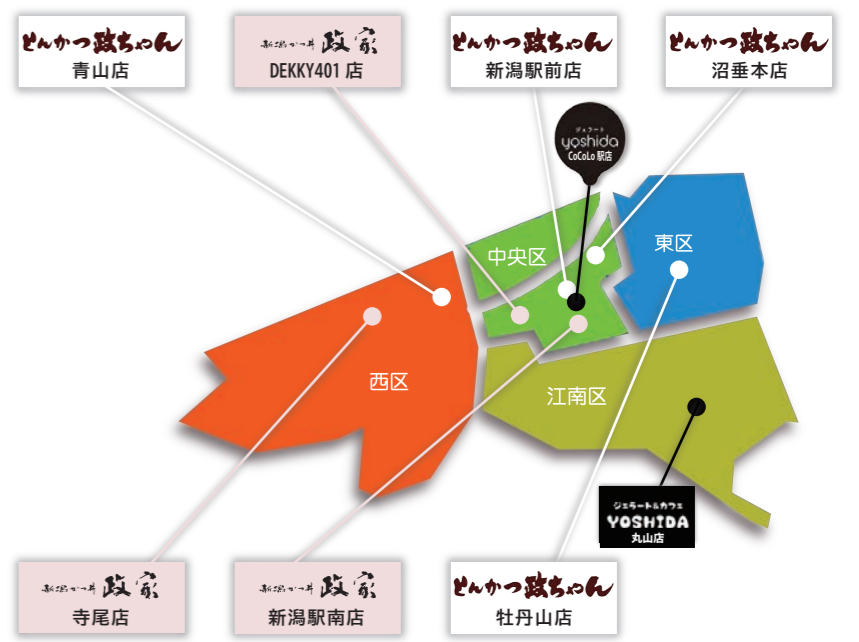 とんかつ政ちゃん
青山店
新潟かつ丼 政家
DEKKY401 店
とんかつ政ちゃん
新潟駅前店
とんかつ政ちゃん
沼垂本店
ジェラート
yoshida
CoCoLo 駅店
中央区
東区
西区
江南区
ジェラート&カフェ
YOSHIDA
丸山店
新潟かつ丼 政家
寺尾店
新潟かつ丼 政家
新潟駅南店
とんかつ政ちゃん
牡丹山店